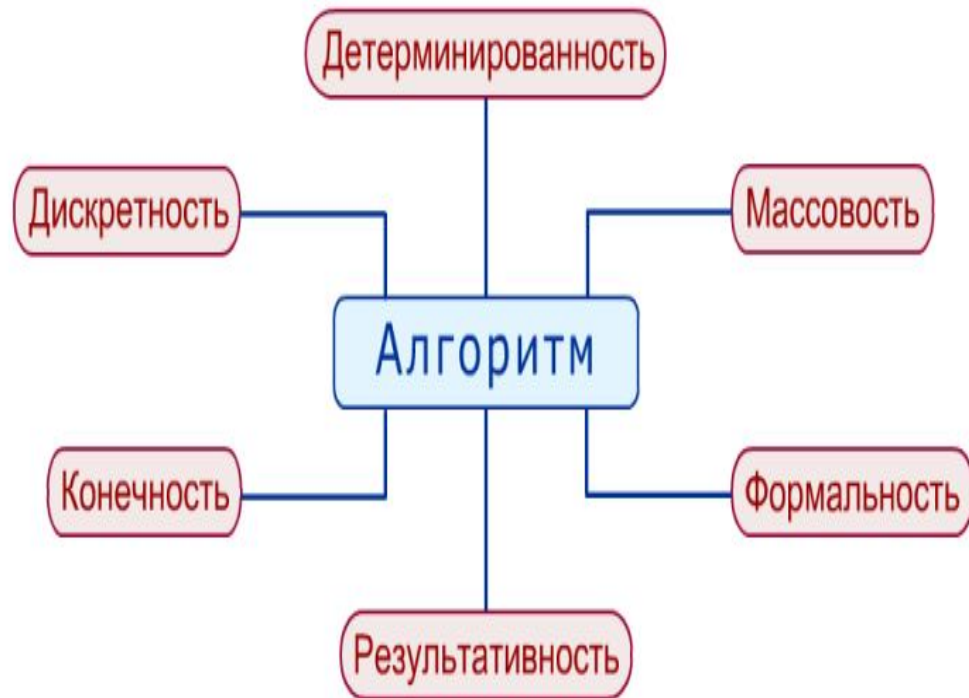 Детерминированность
Дискретность
Массовость
Алгоритм
Конечность
Формальность
Результативность